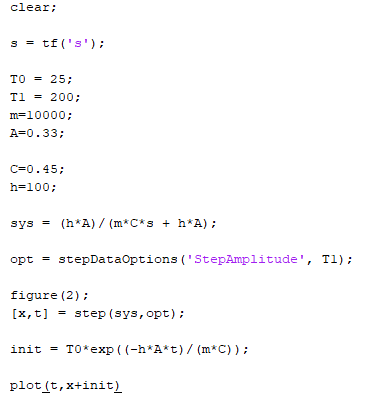 clear;
s = tf('s');
T0 = 25;
T1 = 200;
m=10000;
A=0.33;
C=0.45;
h=100;
sys = (h*A)/(m*C*s + h*A);
opt = stepDataOptions('StepAmplitude', T1);
figure(2);
[x,t] = step(sys,opt);
init = T0*exp((-h*A*t)/(m*C));
plot(t,x+init)